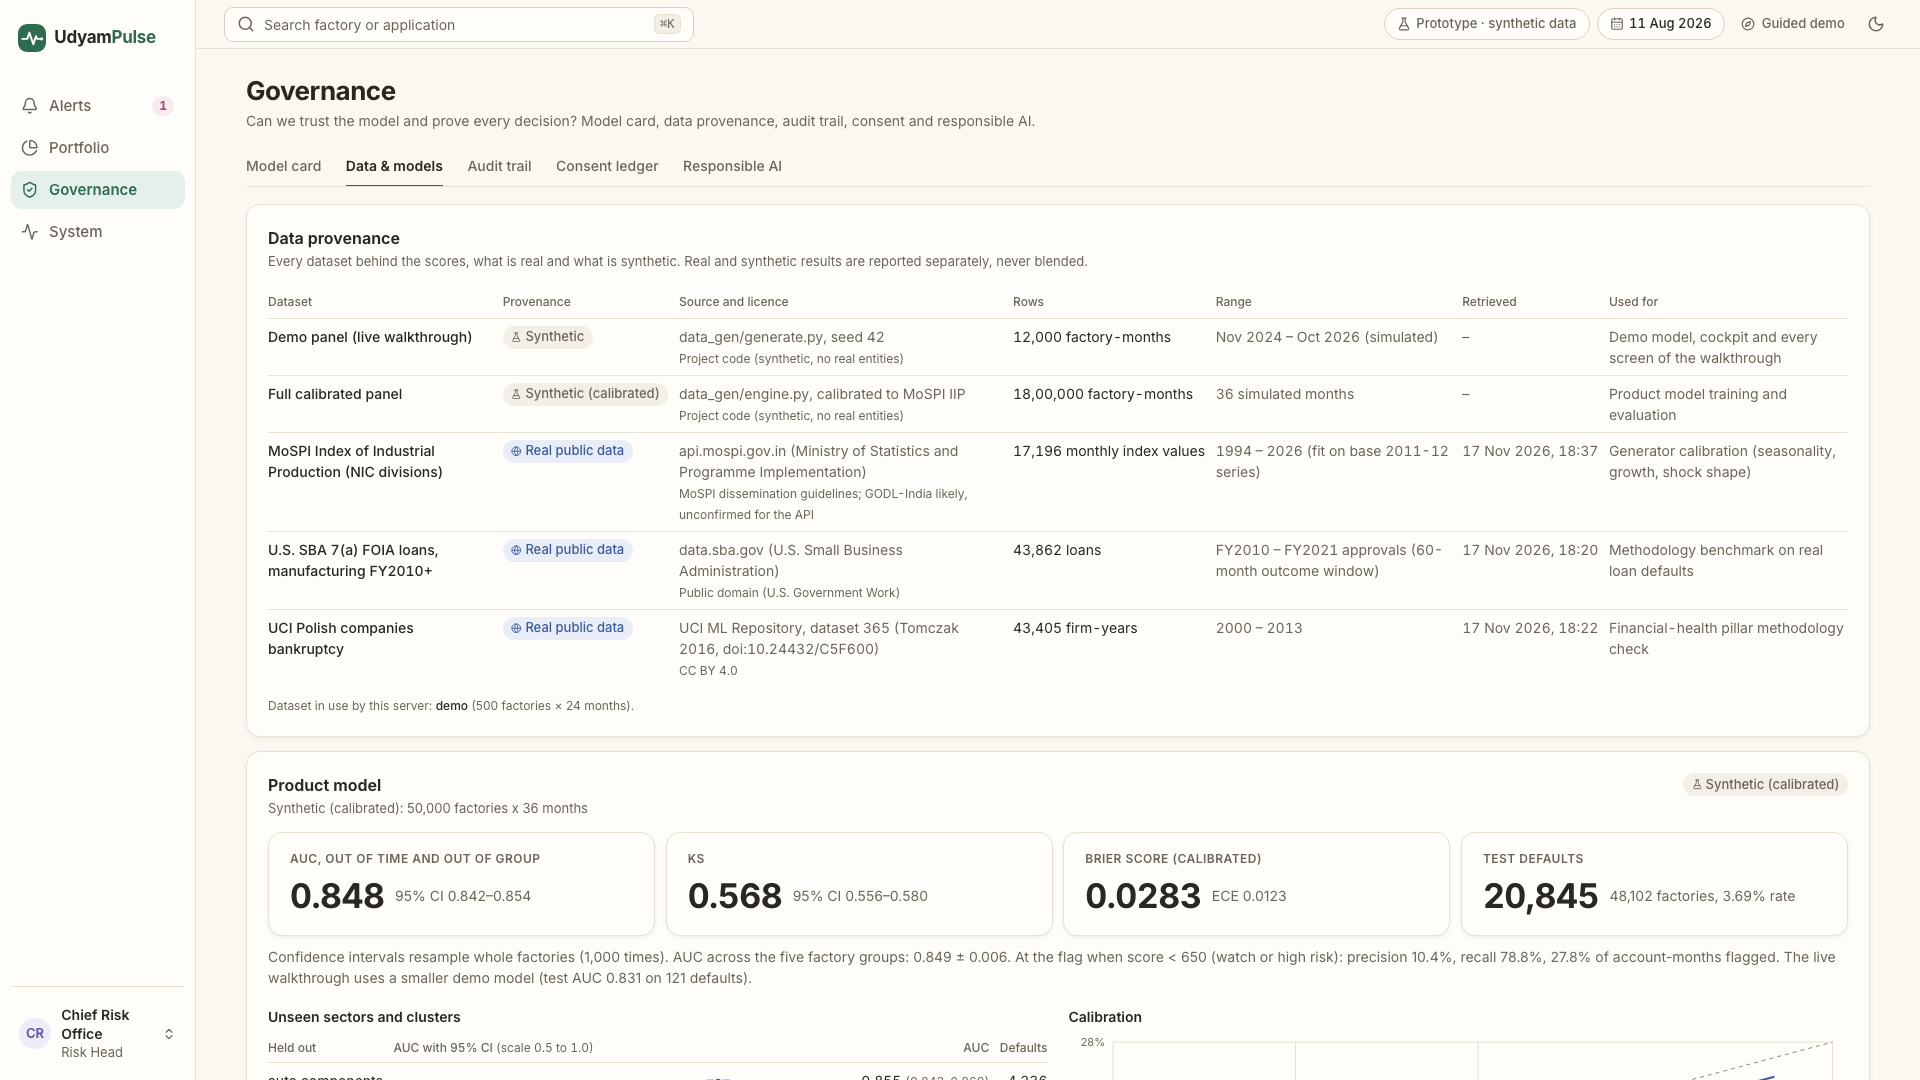 UdyamPulse
Search factory or application
⌘K
Prototype · synthetic data
11 Aug 2026
Guided demo
Alerts
1
Portfolio
Governance
System
Governance
Can we trust the model and prove every decision? Model card, data provenance, audit trail, consent and responsible AI.
Model card
Data & models
Audit trail
Consent ledger
Responsible AI
Data provenance
Every dataset behind the scores, what is real and what is synthetic. Real and synthetic results are reported separately, never blended.
Dataset Provenance Source and licence Rows Range Retrieved Used for
Demo panel (live walkthrough) Synthetic data_gen/generate.py, seed 42 12,000 factory-months Nov 2024 – Oct 2026 (simulated) – Demo model, cockpit and every
Project code (synthetic, no real entities) screen of the walkthrough
Full calibrated panel Synthetic (calibrated) data_gen/engine.py, calibrated to MoSPI IIP 18,00,000 factory-months 36 simulated months – Product model training and
Project code (synthetic, no real entities) evaluation
MoSPI Index of Industrial Real public data api.mospi.gov.in (Ministry of Statistics and 17,196 monthly index values 1994 – 2026 (fit on base 2011-12 17 Nov 2026, 18:37 Generator calibration (seasonality,
Production (NIC divisions) Programme Implementation) series) growth, shock shape)
MoSPI dissemination guidelines; GODL-India likely,
unconfirmed for the API
U.S. SBA 7(a) FOIA loans, Real public data data.sba.gov (U.S. Small Business 43,862 loans FY2010 – FY2021 approvals (60- 17 Nov 2026, 18:20 Methodology benchmark on real
manufacturing FY2010+ Administration) month outcome window) loan defaults
Public domain (U.S. Government Work)
UCI Polish companies Real public data UCI ML Repository, dataset 365 (Tomczak 43,405 firm-years 2000 – 2013 17 Nov 2026, 18:22 Financial-health pillar methodology
bankruptcy 2016, doi:10.24432/C5F600) check
CC BY 4.0
Dataset in use by this server: demo (500 factories × 24 months).
Product model
Synthetic (calibrated)
Synthetic (calibrated): 50,000 factories x 36 months
AUC, OUT OF TIME AND OUT OF GROUP
0.848 95% CI 0.842–0.854
KS
0.568 95% CI 0.556–0.580
BRIER SCORE (CALIBRATED)
0.0283 ECE 0.0123
TEST DEFAULTS
20,845 48,102 factories, 3.69% rate
Confidence intervals resample whole factories (1,000 times). AUC across the five factory groups: 0.849 ± 0.006. At the flag when score < 650 (watch or high risk): precision 10.4%, recall 78.8%, 27.8% of account-months flagged. The live
walkthrough uses a smaller demo model (test AUC 0.831 on 121 defaults).
Unseen sectors and clusters
Held out AUC with 95% CI (scale 0.5 to 1.0) AUC Defaults
Calibration
28%
CR
Chief Risk
Office
Risk Head